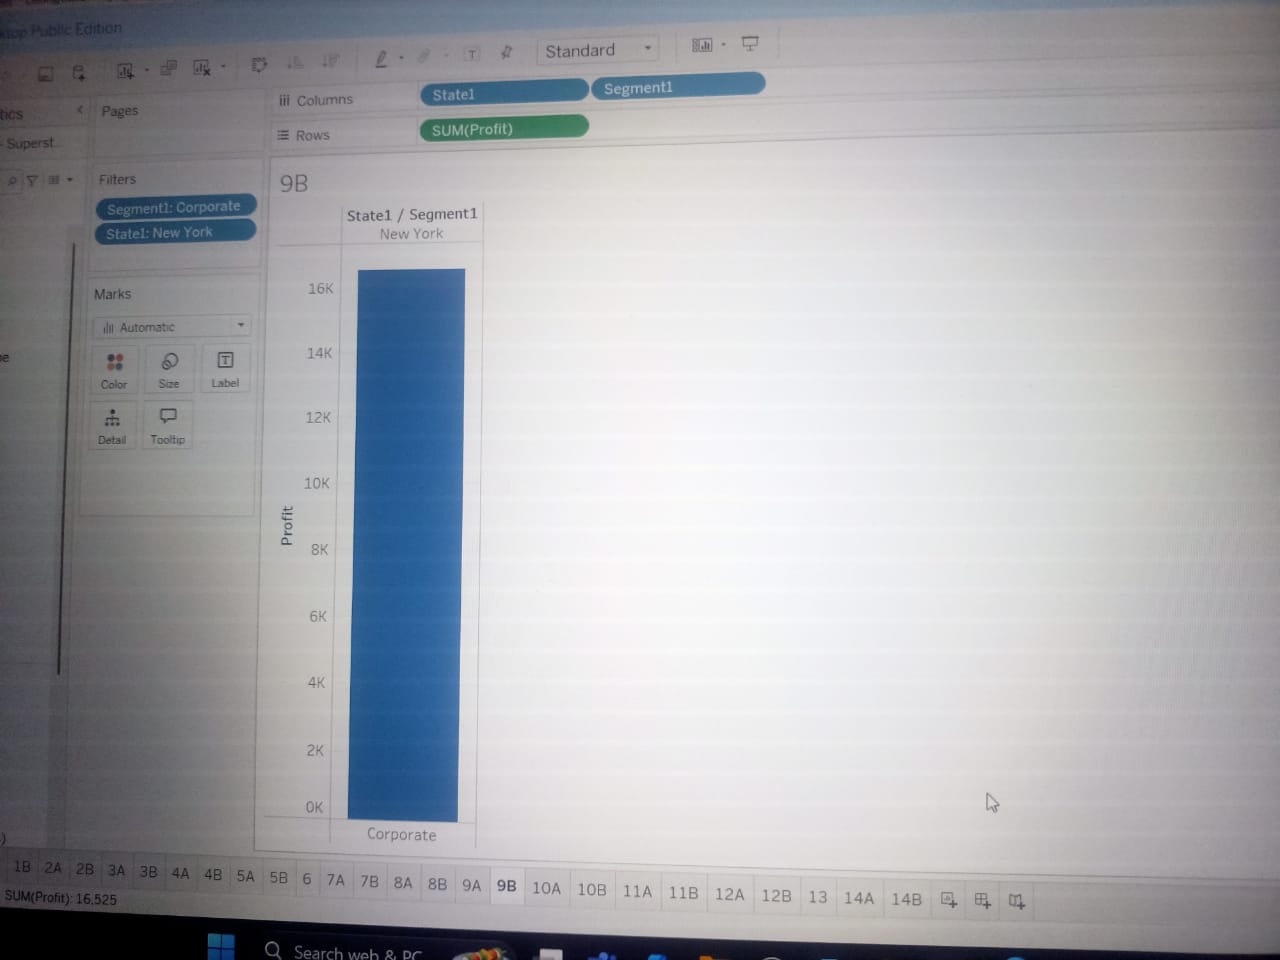 ktop Public Edition
Standard
tics
Pages
Columns
State1
Segment1
Superst...
Rows
SUM(Profit)
Filters
Segment1: Corporate
State1: New York
9B
State1 / Segment1
New York
Marks
Automatic
Color
Size
Label
Detail
Tooltip
16K
14K
12K
10K
8K
6K
4K
2K
0K
Profit
Corporate
1B 2A 2B 3A 3B 4A 4B 5A 5B 6 7A 7B 8A 8B 9A 9B 10A 10B 11A 11B 12A 12B 13 14A 14B
SUM(Profit): 16,525
Search web & PC